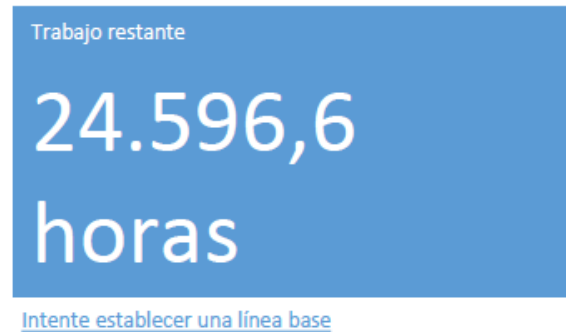 Trabajo restante
24.596,6
horas
Intente establecer una línea base